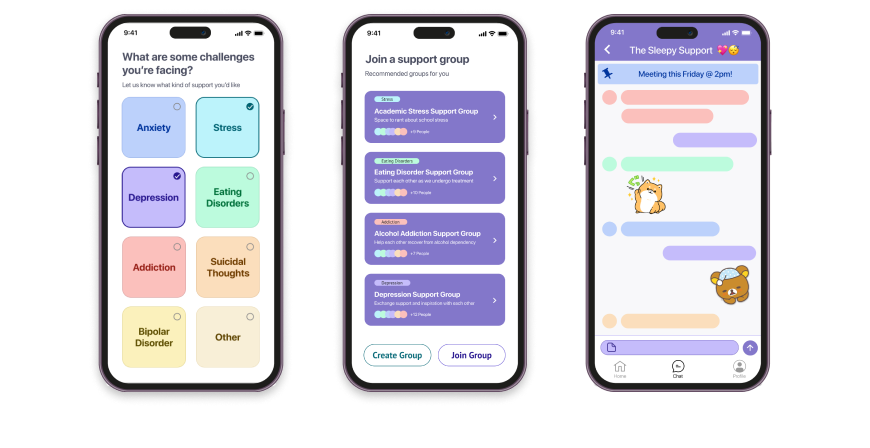 9:41
What are some challenges
you're facing?
Let us know what kind of support you'd like
Anxiety
Stress
Depression
Eating
Disorders
Addiction
Suicidal
Thoughts
Bipolar
Disorder
Other
9:41
Join a support group
Recommended groups for you
Stress
Academic Stress Support Group
Space to rant about school stress
+9 People
Eating Disorders
Eating Disorder Support Group
Support each other as we undergo treatment
+10 People
Addiction
Alcohol Addiction Support Group
Help each other recover from alcohol dependency
+7 People
Depression
Depression Support Group
Exchange support and inspiration with each other
+12 People
Create Group
Join Group
9:41
The Sleepy Support 💖😴
Meeting this Friday @ 2pm!
Home
Chat
Profile